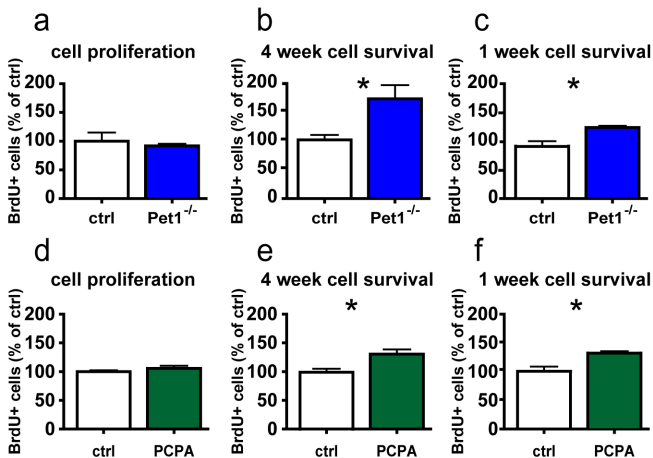 a
cell proliferation
BrdU+ cells (% of ctrl)
200
150
100
50
0
ctrl
Pet1-/-
b
4 week cell survival
*
BrdU+ cells (% of ctrl)
200
150
100
50
0
ctrl
Pet1-/-
c
1 week cell survival
*
BrdU+ cells (% of ctrl)
200
150
100
50
0
ctrl
Pet1-/-
d
cell proliferation
BrdU+ cells (% of ctrl)
200
150
100
50
0
ctrl
PCPA
e
4 week cell survival
*
BrdU+ cells (% of ctrl)
200
150
100
50
0
ctrl
PCPA
f
1 week cell survival
*
BrdU+ cells (% of ctrl)
200
150
100
50
0
ctrl
PCPA